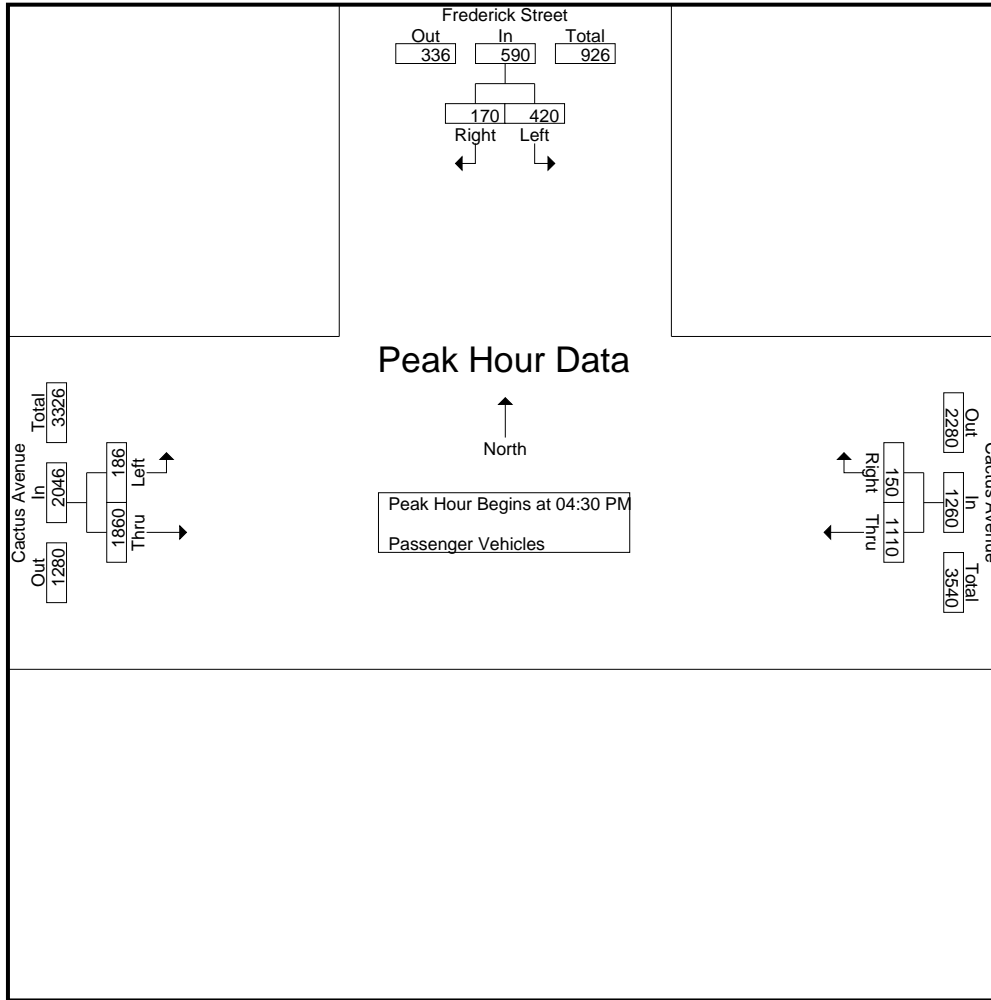 Frederick Street
Out In Total
336 590 926
170 420
Right Left
Peak Hour Data
North
Peak Hour Begins at 04:30 PM
Passenger Vehicles
Cactus Avenue
Out In Total
1280 2046 3326
186 1860
Left Thru
Cactus Avenue
Out In Total
2280 1260 3540
150 1110
Right Thru